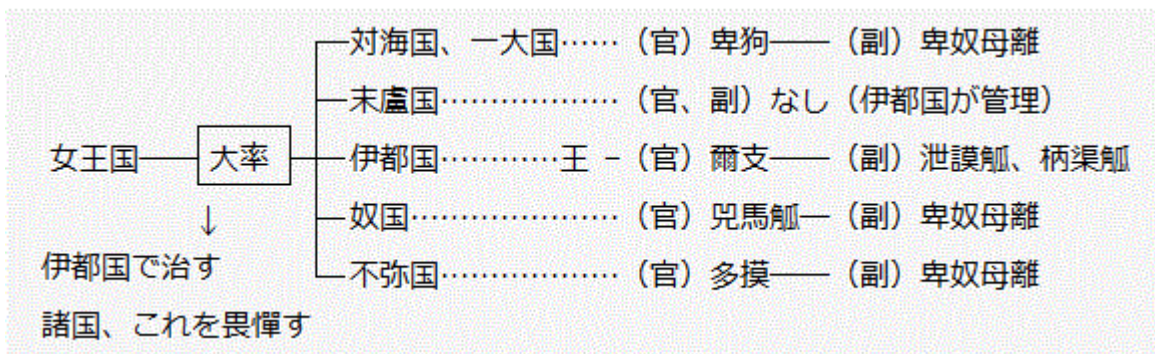 対海国、一大国……（官）卑狗――（副）卑奴母離
末盧国………………（官、副）なし（伊都国が管理）
女王国――大率――伊都国…………王－（官）爾支――（副）泄謨觚、柄渠觚
↓
奴国…………………（官）兕馬觚―（副）卑奴母離
伊都国で治す
不弥国………………（官）多摸――（副）卑奴母離
諸国、これを畏憚す